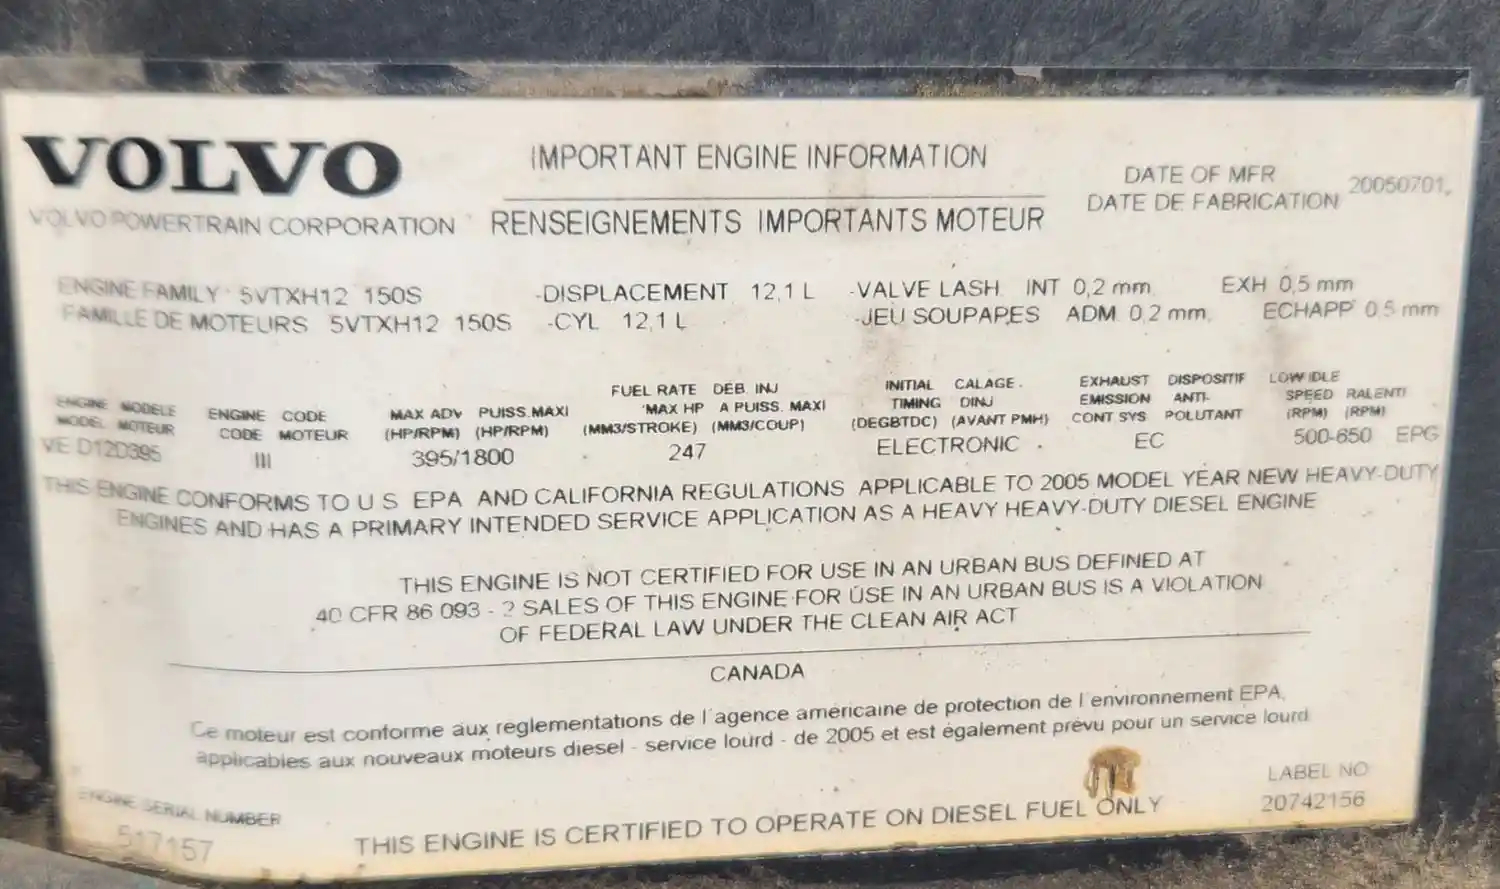 VOLVO
VOLVO POWERTRAIN CORPORATION
IMPORTANT ENGINE INFORMATION
RENSEIGNEMENTS IMPORTANTS MOTEUR
DATE OF MFR
DATE DE FABRICATION
20050701.
ENGINE FAMILY 5VTXH12 150S -DISPLACEMENT 12,1 L -VALVE LASH INT 0,2 mm. EXH 0,5 mm
FAMILLE DE MOTEURS 5VTXH12 150S -CYL 12,1 L -JEU SOUPAPES ADM 0,2 mm. ECHAPP 0,5 mm
ENGINE MODELE
MODEL MOTEUR
VE D12D395
ENGINE CODE
CODE MOTEUR
III
MAX ADV PUISS.MAXI
(HP/RPM) (HP/RPM)
395/1800
FUEL RATE DEB. INJ
MAX HP A PUISS. MAXI
(MM3/STROKE) (MM3/COUP)
247
INITIAL CALAGE.
TIMING DINJ
(DEGBTDC) (AVANT PMH)
ELECTRONIC
EXHAUST DISPOSITIF
EMISSION ANTI-
CONT SYS POLUTANT
EC
LOW IDLE
SPEED RALENTI
(RPM) (RPM)
500-650 EPG
THIS ENGINE CONFORMS TO U S EPA AND CALIFORNIA REGULATIONS APPLICABLE TO 2005 MODEL YEAR NEW HEAVY-DUTY
ENGINES AND HAS A PRIMARY INTENDED SERVICE APPLICATION AS A HEAVY HEAVY-DUTY DIESEL ENGINE
THIS ENGINE IS NOT CERTIFIED FOR USE IN AN URBAN BUS DEFINED AT
40 CFR 86 093 - 2 SALES OF THIS ENGINE FOR USE IN AN URBAN BUS IS A VIOLATION
OF FEDERAL LAW UNDER THE CLEAN AIR ACT
CANADA
Ce moteur est conforme aux reglementations de l'agence américaine de protection de l'environnement EPA,
applicables aux nouveaux moteurs diesel - service lourd - de 2005 et est également prévu pour un service lourd
ENGINE SERIAL NUMBER
517157
THIS ENGINE IS CERTIFIED TO OPERATE ON DIESEL FUEL ONLY
LABEL NO
20742156